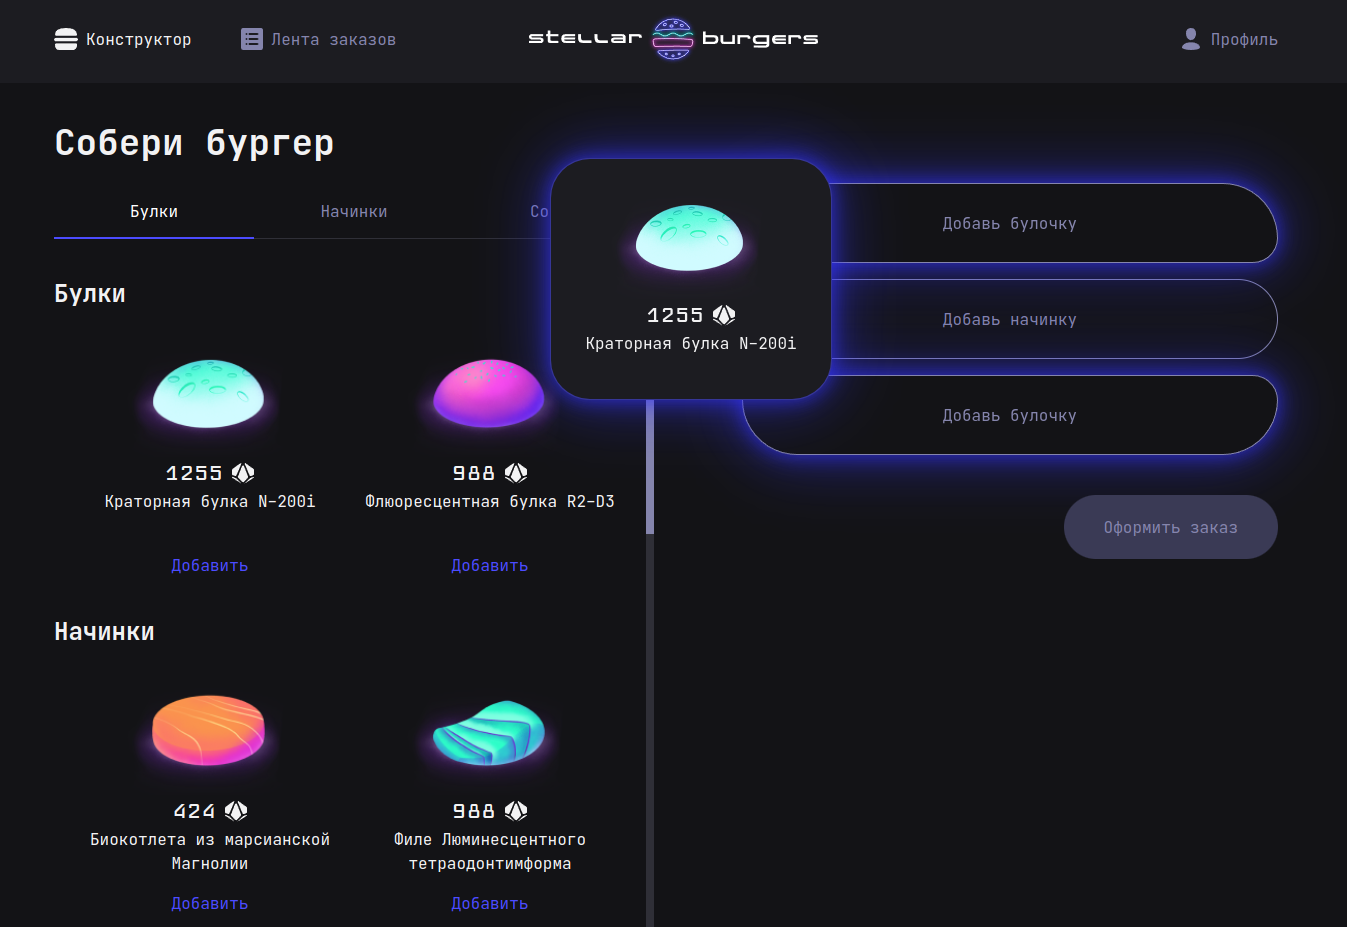 Конструктор
Лента заказов
stellar burgers
Профиль
Собери бургер
Булки
Начинки
Со
Булки
1255
Краторная булка N-200i
Добавить
988
Флюоресцентная булка R2-D3
Добавить
Начинки
424
Биокотлета из марсианской
Магнолии
Добавить
988
Филе Люминесцентного
тетраодонтимформа
Добавить
1255
Краторная булка N-200i
Добавь булочку
Добавь начинку
Добавь булочку
Оформить заказ